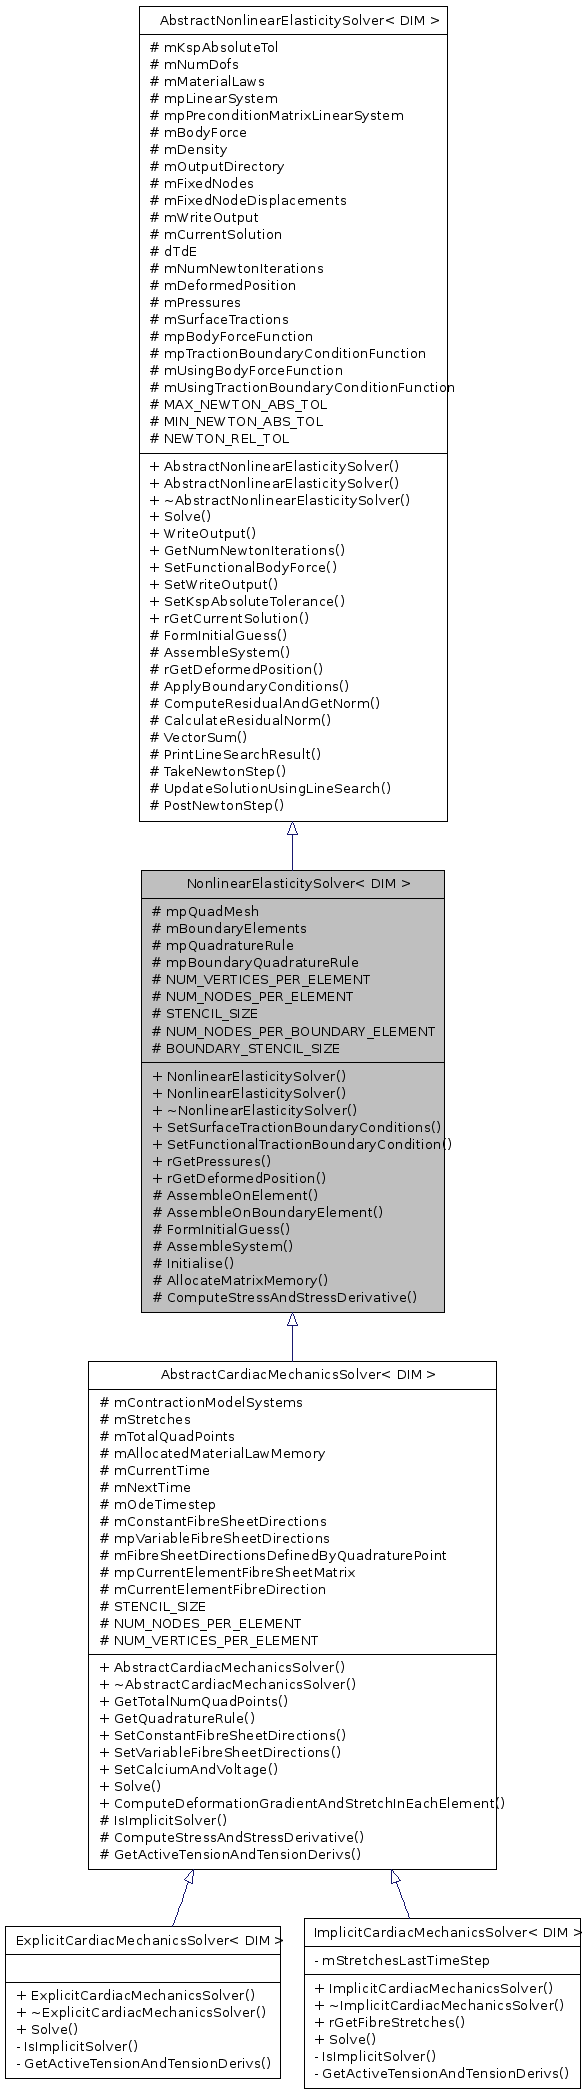 AbstractNonlinearElasticitySolver< DIM >
# mKspAbsoluteTol
# mNumDofs
# mMaterialLaws
# mpLinearSystem
# mpPreconditionMatrixLinearSystem
# mBodyForce
# mDensity
# mOutputDirectory
# mFixedNodes
# mFixedNodeDisplacements
# mWriteOutput
# mCurrentSolution
# dTdE
# mNumNewtonIterations
# mDeformedPosition
# mPressures
# mSurfaceTractions
# mpBodyForceFunction
# mpTractionBoundaryConditionFunction
# mUsingBodyForceFunction
# mUsingTractionBoundaryConditionFunction
# MAX_NEWTON_ABS_TOL
# MIN_NEWTON_ABS_TOL
# NEWTON_REL_TOL
+ AbstractNonlinearElasticitySolver()
+ AbstractNonlinearElasticitySolver()
+ ~AbstractNonlinearElasticitySolver()
+ Solve()
+ WriteOutput()
+ GetNumNewtonIterations()
+ SetFunctionalBodyForce()
+ SetWriteOutput()
+ SetKspAbsoluteTolerance()
+ rGetCurrentSolution()
# FormInitialGuess()
# AssembleSystem()
# rGetDeformedPosition()
# ApplyBoundaryConditions()
# ComputeResidualAndGetNorm()
# CalculateResidualNorm()
# VectorSum()
# PrintLineSearchResult()
# TakeNewtonStep()
# UpdateSolutionUsingLineSearch()
# PostNewtonStep()
NonlinearElasticitySolver< DIM >
# mpQuadMesh
# mBoundaryElements
# mpQuadratureRule
# mpBoundaryQuadratureRule
# NUM_VERTICES_PER_ELEMENT
# NUM_NODES_PER_ELEMENT
# STENCIL_SIZE
# NUM_NODES_PER_BOUNDARY_ELEMENT
# BOUNDARY_STENCIL_SIZE
+ NonlinearElasticitySolver()
+ NonlinearElasticitySolver()
+ ~NonlinearElasticitySolver()
+ SetSurfaceTractionBoundaryConditions()
+ SetFunctionalTractionBoundaryCondition()
+ rGetPressures()
+ rGetDeformedPosition()
# AssembleOnElement()
# AssembleOnBoundaryElement()
# FormInitialGuess()
# AssembleSystem()
# Initialise()
# AllocateMatrixMemory()
# ComputeStressAndStressDerivative()
AbstractCardiacMechanicsSolver< DIM >
# mContractionModelSystems
# mStretches
# mTotalQuadPoints
# mAllocatedMaterialLawMemory
# mCurrentTime
# mNextTime
# mOdeTimestep
# mConstantFibreSheetDirections
# mpVariableFibreSheetDirections
# mFibreSheetDirectionsDefinedByQuadraturePoint
# mpCurrentElementFibreSheetMatrix
# mCurrentElementFibreDirection
# STENCIL_SIZE
# NUM_NODES_PER_ELEMENT
# NUM_VERTICES_PER_ELEMENT
+ AbstractCardiacMechanicsSolver()
+ ~AbstractCardiacMechanicsSolver()
+ GetTotalNumQuadPoints()
+ GetQuadratureRule()
+ SetConstantFibreSheetDirections()
+ SetVariableFibreSheetDirections()
+ SetCalciumAndVoltage()
+ Solve()
+ ComputeDeformationGradientAndStretchInEachElement()
# IsImplicitSolver()
# ComputeStressAndStressDerivative()
# GetActiveTensionAndTensionDerivs()
ExplicitCardiacMechanicsSolver< DIM >
+ ExplicitCardiacMechanicsSolver()
+ ~ExplicitCardiacMechanicsSolver()
+ Solve()
- IsImplicitSolver()
- GetActiveTensionAndTensionDerivs()
ImplicitCardiacMechanicsSolver< DIM >
- mStretchesLastTimeStep
+ ImplicitCardiacMechanicsSolver()
+ ~ImplicitCardiacMechanicsSolver()
+ rGetFibreStretches()
+ Solve()
- IsImplicitSolver()
- GetActiveTensionAndTensionDerivs()